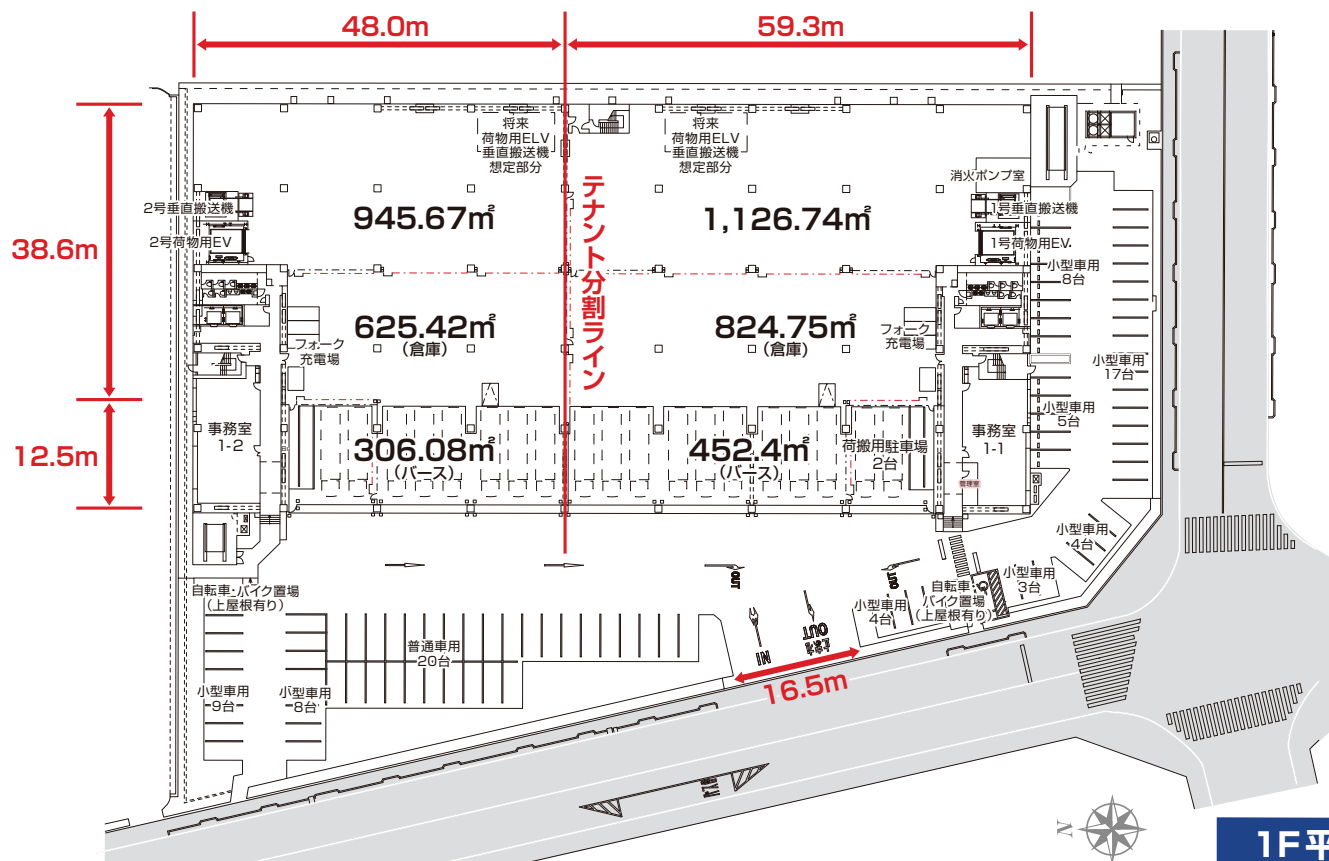 48.0m
59.3m
将来
荷物用ELV
垂直搬送機
想定部分
将来
荷物用ELV
垂直搬送機
想定部分
消火ポンプ室
38.6m
2号垂直搬送機
2号荷物用EV
945.67㎡
テナント分割ライン
1,126.74㎡
1号垂直搬送機
1号荷物用EV
小型車用
8台
625.42㎡
(倉庫)
824.75㎡
(倉庫)
フォーク
充電場
フォーク
充電場
小型車用
17台
小型車用
5台
12.5m
事務室
1-2
306.08㎡
(バース)
452.4㎡
(バース)
荷搬用駐車場
2台
事務室
1-1
管理室
小型車用
4台
小型車用
3台
自転車・バイク置場
(上屋根有り)
OUT
OUT
自転車・
バイク置場
(上屋根有り)
小型車用
4台
IN
OUT
止まれ
普通車用
20台
16.5m
小型車用
9台
小型車用
8台
N
1F平